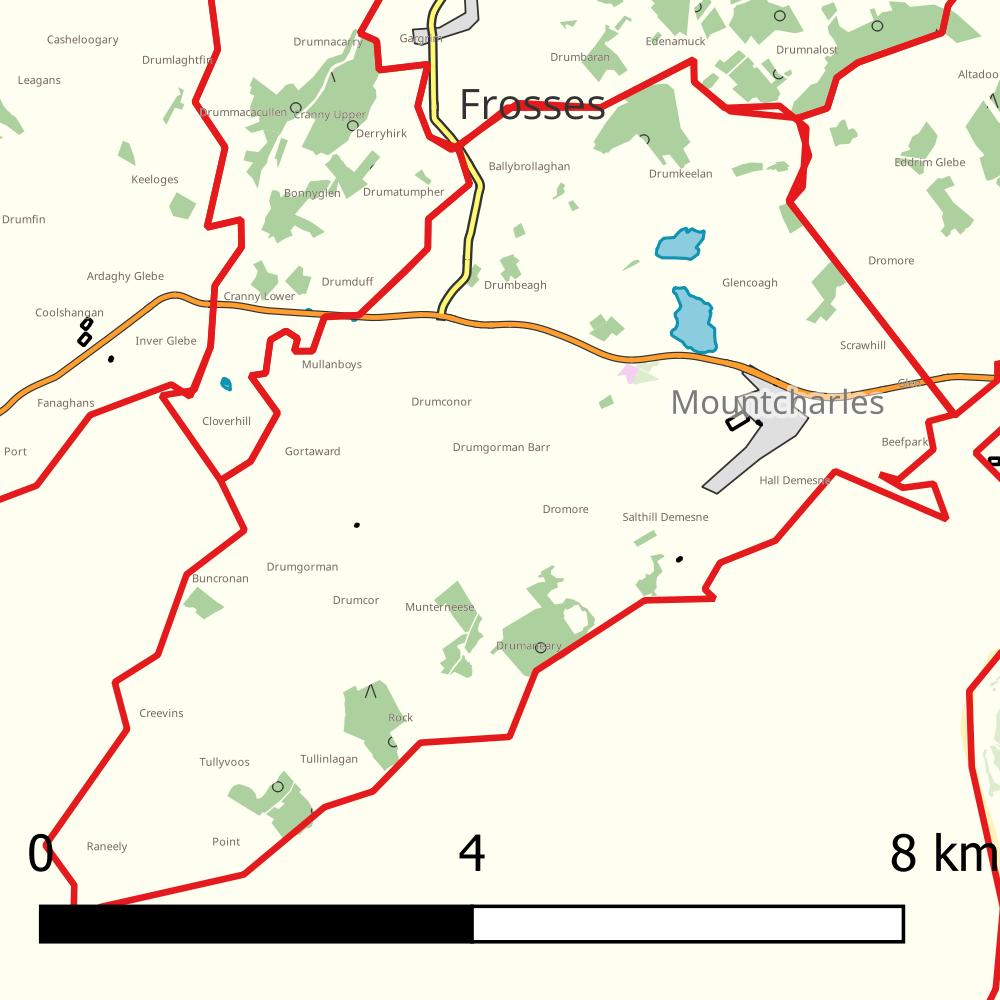 Casheloogary
Drumnacarry
Gargrim
Edenamuck
Drumnalost
Drumlaghtfin
Drumbaran
Leagans
Altadoo
Frosses
Drummacacullen
Cranny Upper
Derryhirk
Ballybrollaghan
Eddrim Glebe
Keeloges
Drumkeelan
Bonnyglen
Drumatumpher
Drumfin
Dromore
Ardaghy Glebe
Drumduff
Drumbeagh
Glencoagh
Cranny Lower
Coolshangan
Inver Glebe
Scrawhill
Mullanboys
Glen
Fanaghans
Drumconor
Mountcharles
Cloverhill
Beefpark
Port
Gortaward
Drumgorman Barr
Hall Demesne
Dromore
Salthill Demesne
Drumgorman
Buncronan
Drumcor
Munterneese
Drumaneary
Creevins
Rock
Tullyvoos
Tullinlagan
Raneely
Point
0 4 8 km